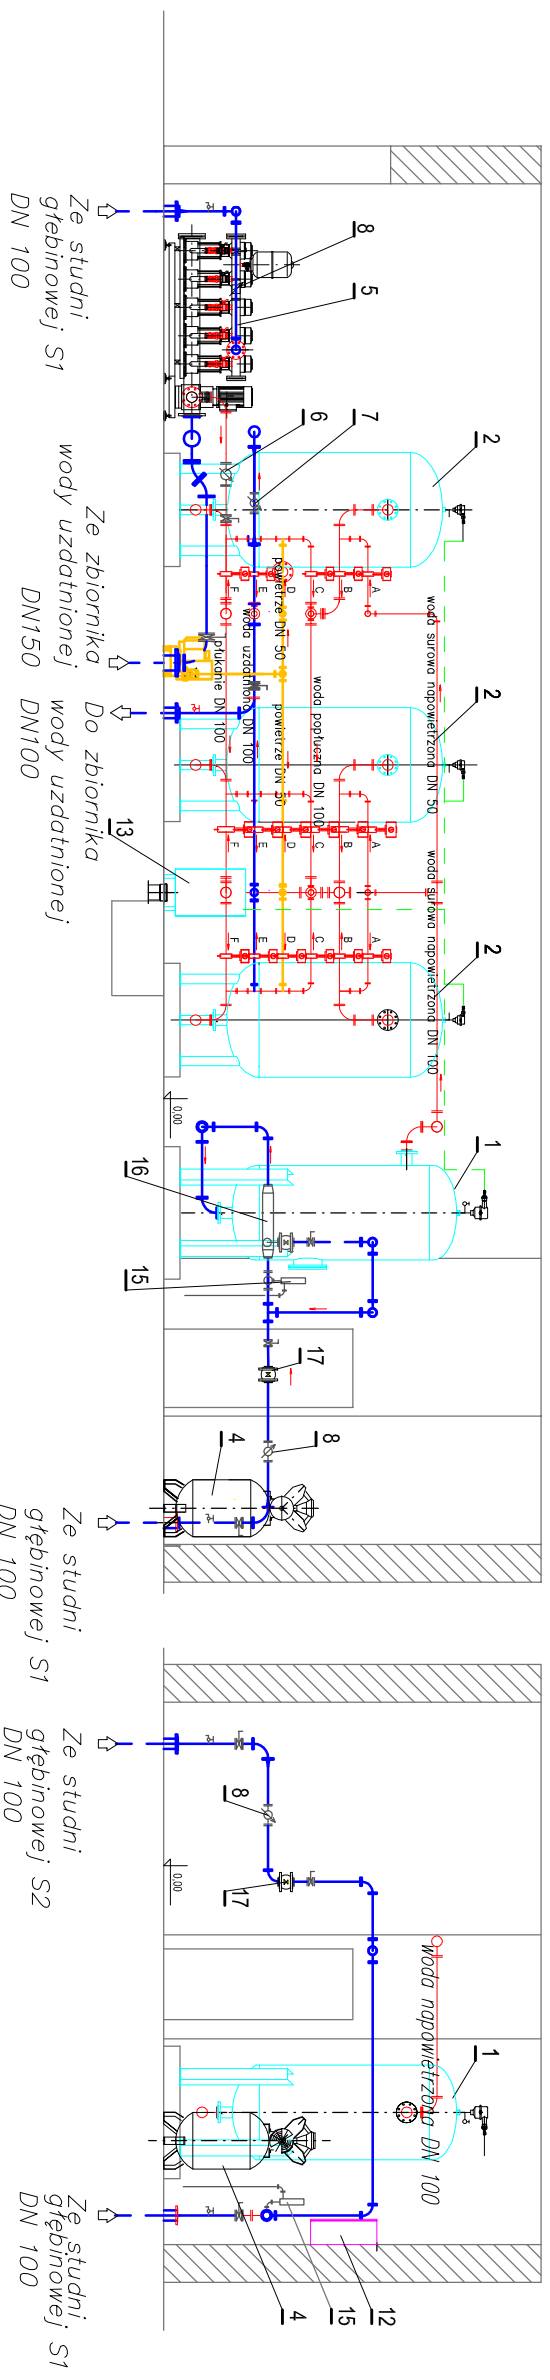 Ze studni
głębinowej S1
DN 100
Ze zbiornika
wody uzdatnionej
DN150
Do zbiornika
wody uzdatnionej
DN100
8
5
6
7
2
2
2
13
powietrze DN 50
woda uzdatniona DN 100
płukanie DN 100
powietrze DN 50
woda popłuczna DN 100
woda surowa napowietrzona DN 50
woda surowa napowietrzona DN 100
A
B
C
D
E
F
A
B
C
D
E
F
A
B
C
D
E
F
0,00
1
16
15
17
8
4
Ze studni
głębinowej S1
DN 100
Ze studni
głębinowej S2
DN 100
8
17
0,00
woda napowietrzona DN 100
1
12
15
4
Ze studni
głębinowej S1
DN 100